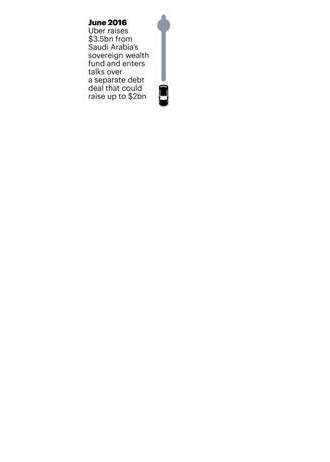 June 2016
Uber raises
$3.5bn from
Saudi Arabia's
sovereign wealth
fund and enters
talks over
a separate debt
deal that could
raise up to $2bn